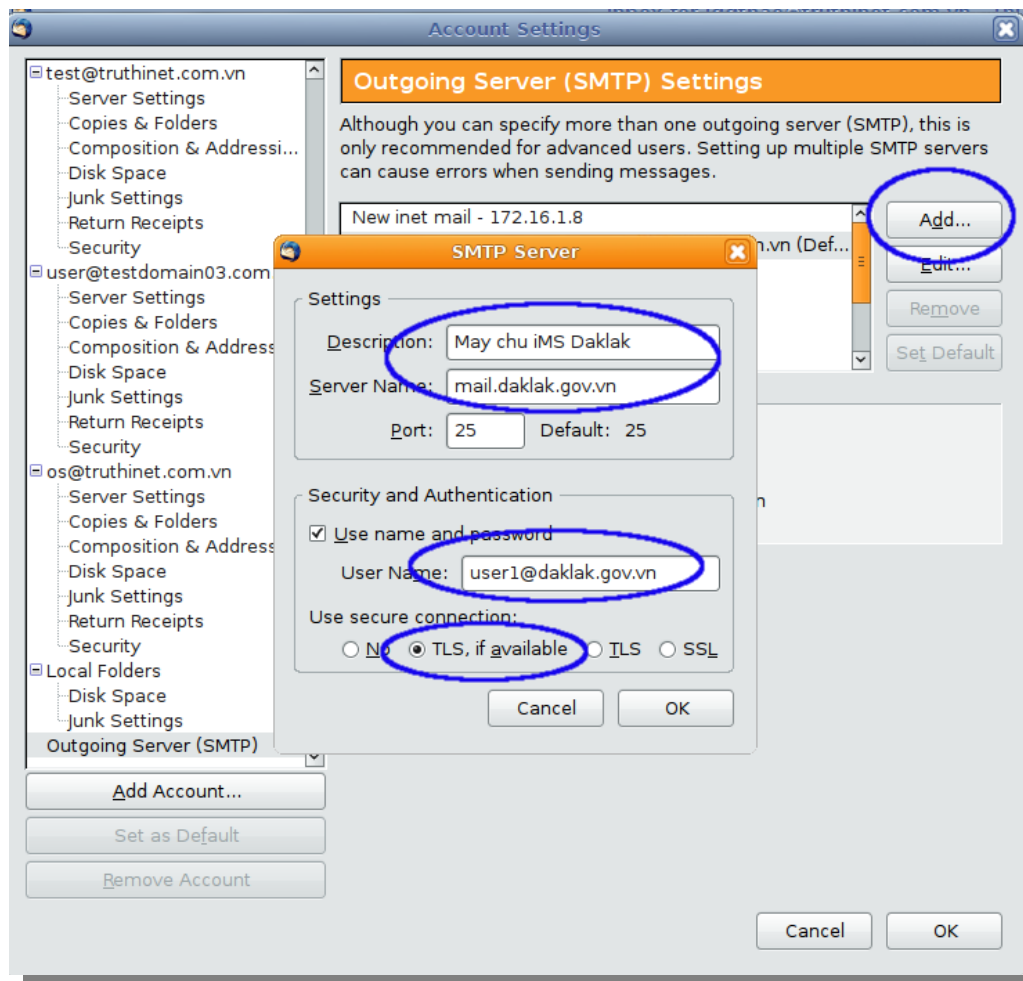 Account Settings
test@truthinet.com.vn
Server Settings
Copies & Folders
Composition & Addressi...
Disk Space
Junk Settings
Return Receipts
Security
user@testdomain03.com
Server Settings
Copies & Folders
Composition & Address
Disk Space
Junk Settings
Return Receipts
Security
os@truthinet.com.vn
Server Settings
Copies & Folders
Composition & Address
Disk Space
Junk Settings
Return Receipts
Security
Local Folders
Disk Space
Junk Settings
Outgoing Server (SMTP)
Add Account...
Set as Default
Remove Account
Outgoing Server (SMTP) Settings
Although you can specify more than one outgoing server (SMTP), this is
only recommended for advanced users. Setting up multiple SMTP servers
can cause errors when sending messages.
New inet mail - 172.16.1.8
n.vn (Def...
Add...
Edit...
Remove
Set Default
SMTP Server
Settings
Description: May chu iMS Daklak
Server Name: mail.daklak.gov.vn
Port: 25 Default: 25
Security and Authentication
Use name and password
User Name: user1@daklak.gov.vn
Use secure connection:
No TLS, if available TLS SSL
Cancel OK
Cancel OK